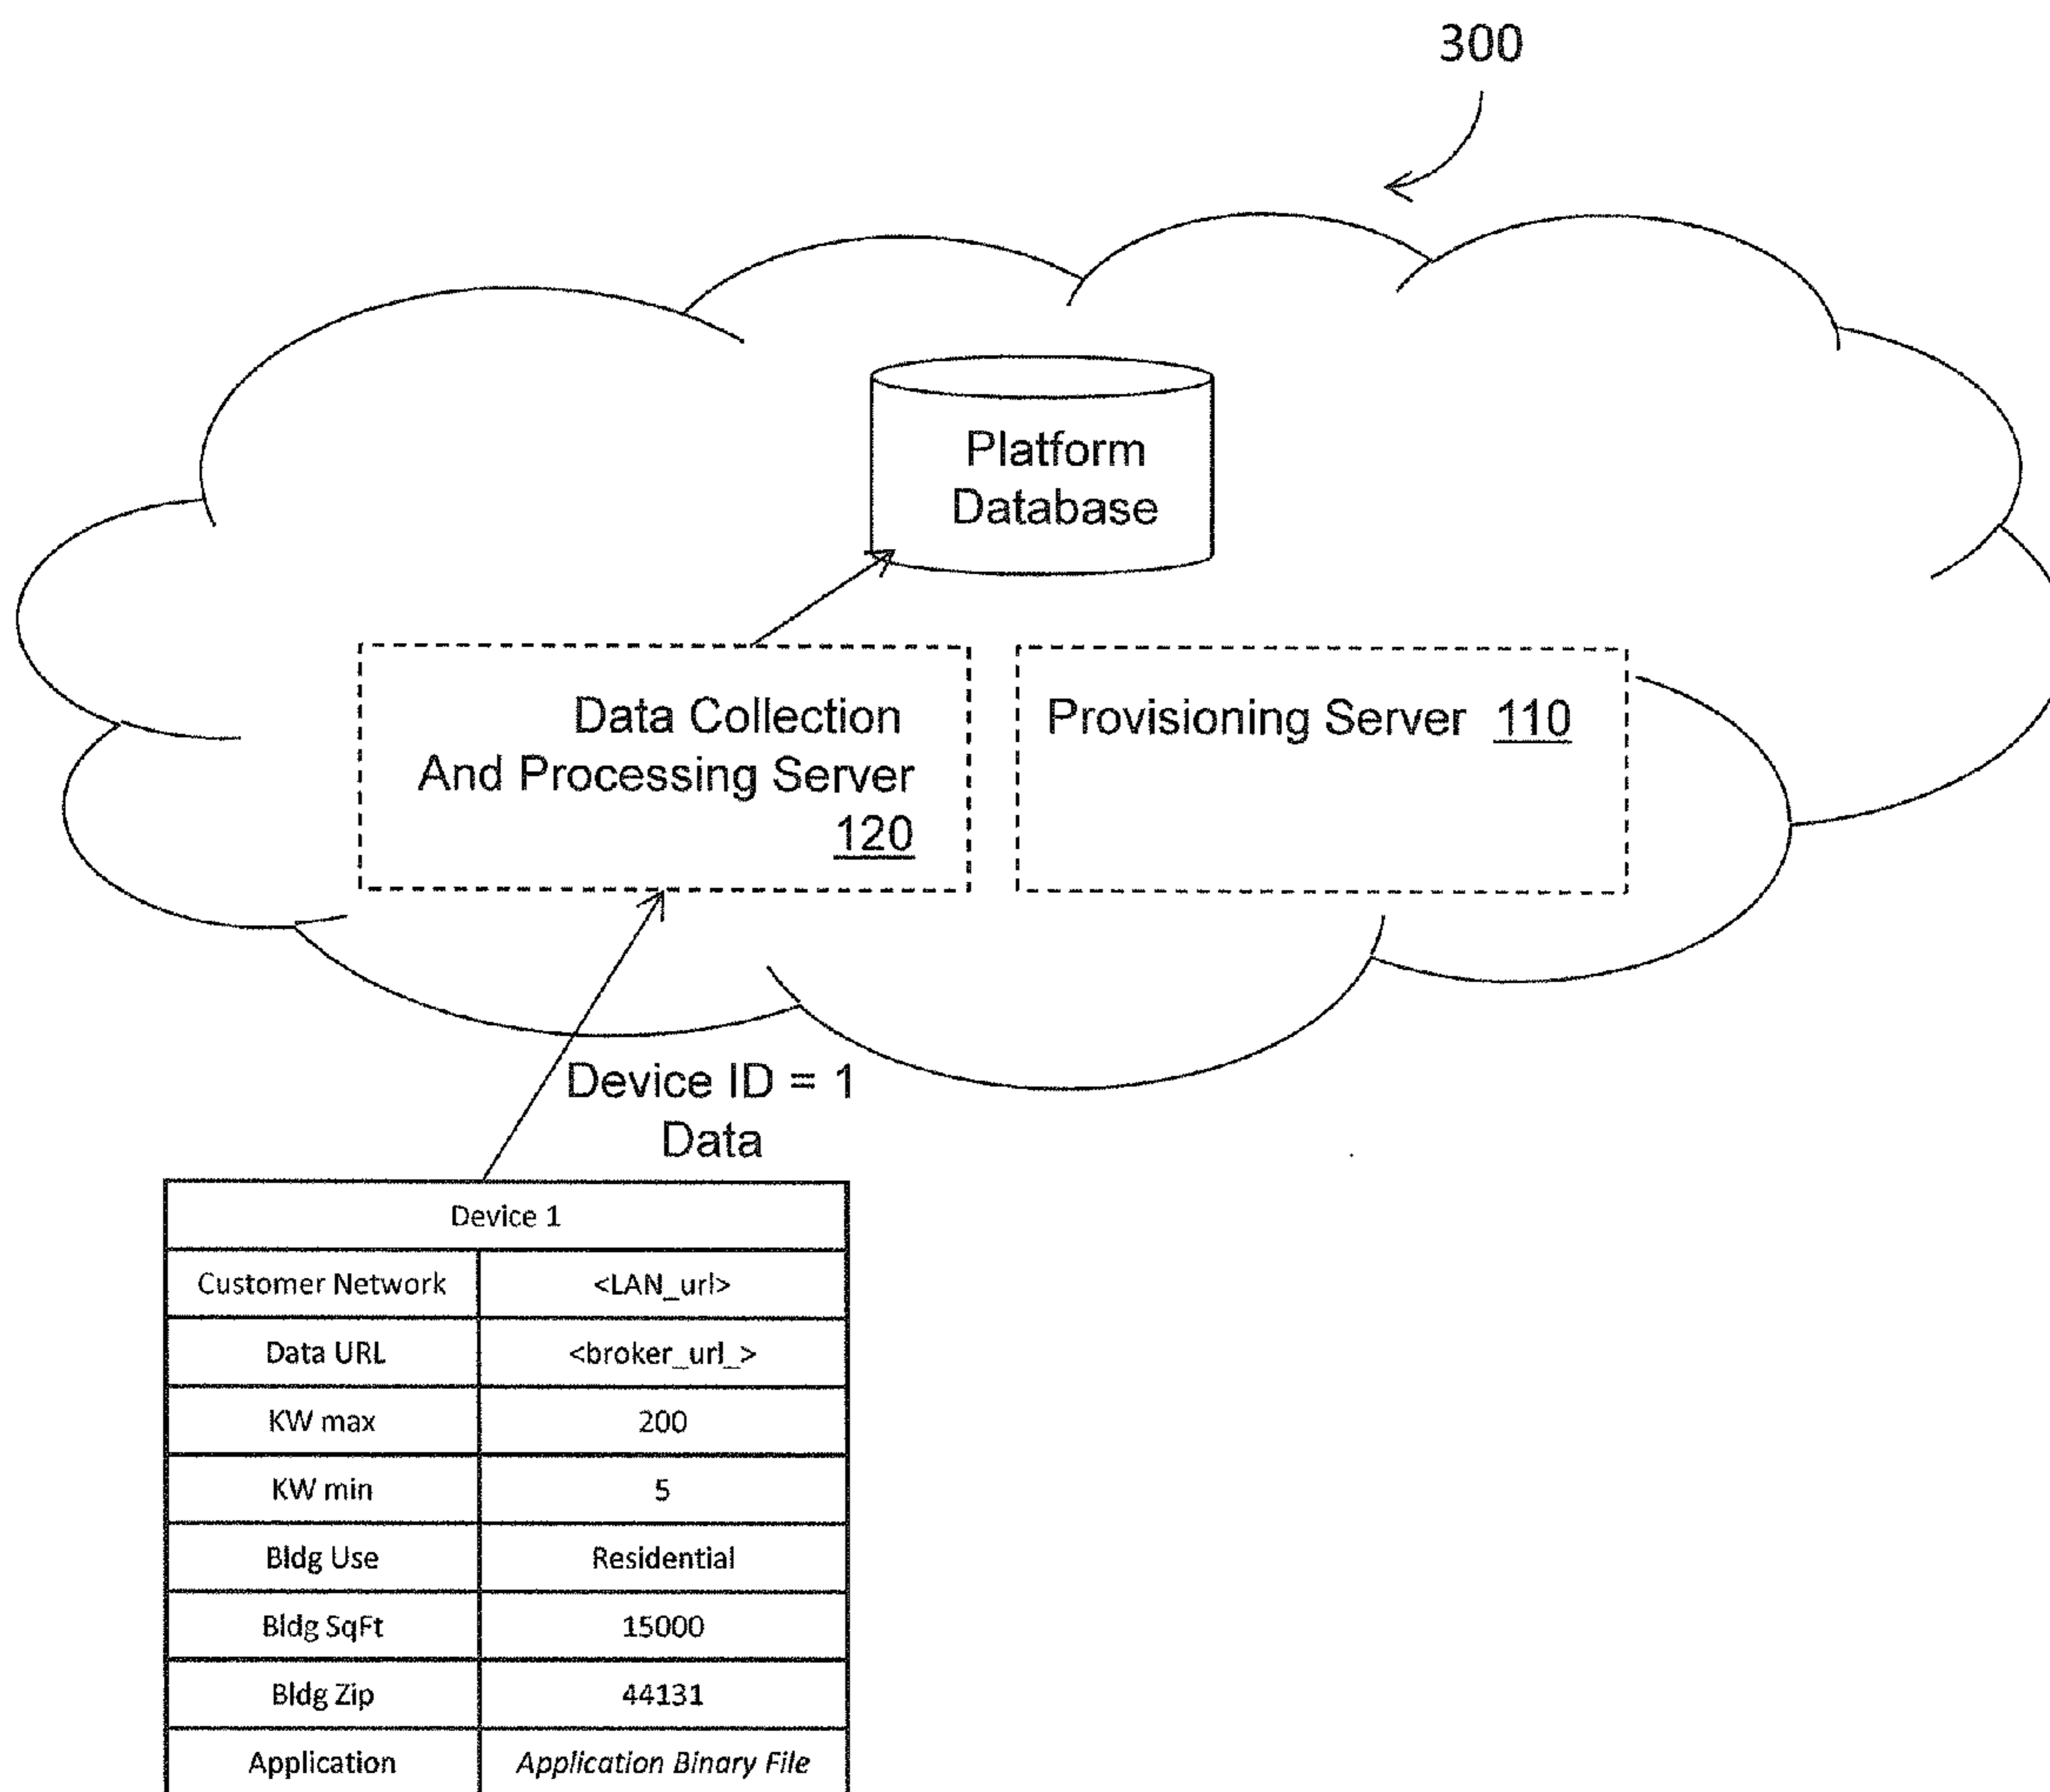 300
Platform
Database
Data Collection
And Processing Server
120
Provisioning Server 110
Device ID = 1
Data
Device 1
Customer Network <LAN_url>
Data URL <broker_url_>
KW max 200
KW min 5
Bldg Use Residential
Bldg SqFt 15000
Bldg Zip 44131
Application Application Binary File